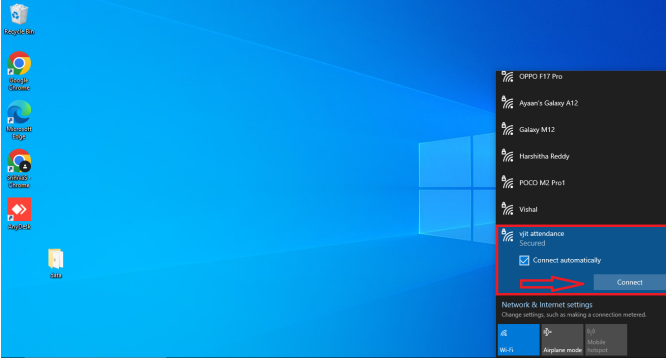 Recycle Bin
Google
Chrome
Microsoft
Edge
Chrome
AnyDesk
data
OPPO F17 Pro
Ayaan's Galaxy A12
Galaxy M12
Harshitha Reddy
POCO M2 Pro1
Vishal
vjit attendance
Secured
Connect automatically
Connect
Network & Internet settings
Change settings, such as making a connection metered.
Wi-Fi
Airplane mode
Mobile
hotspot